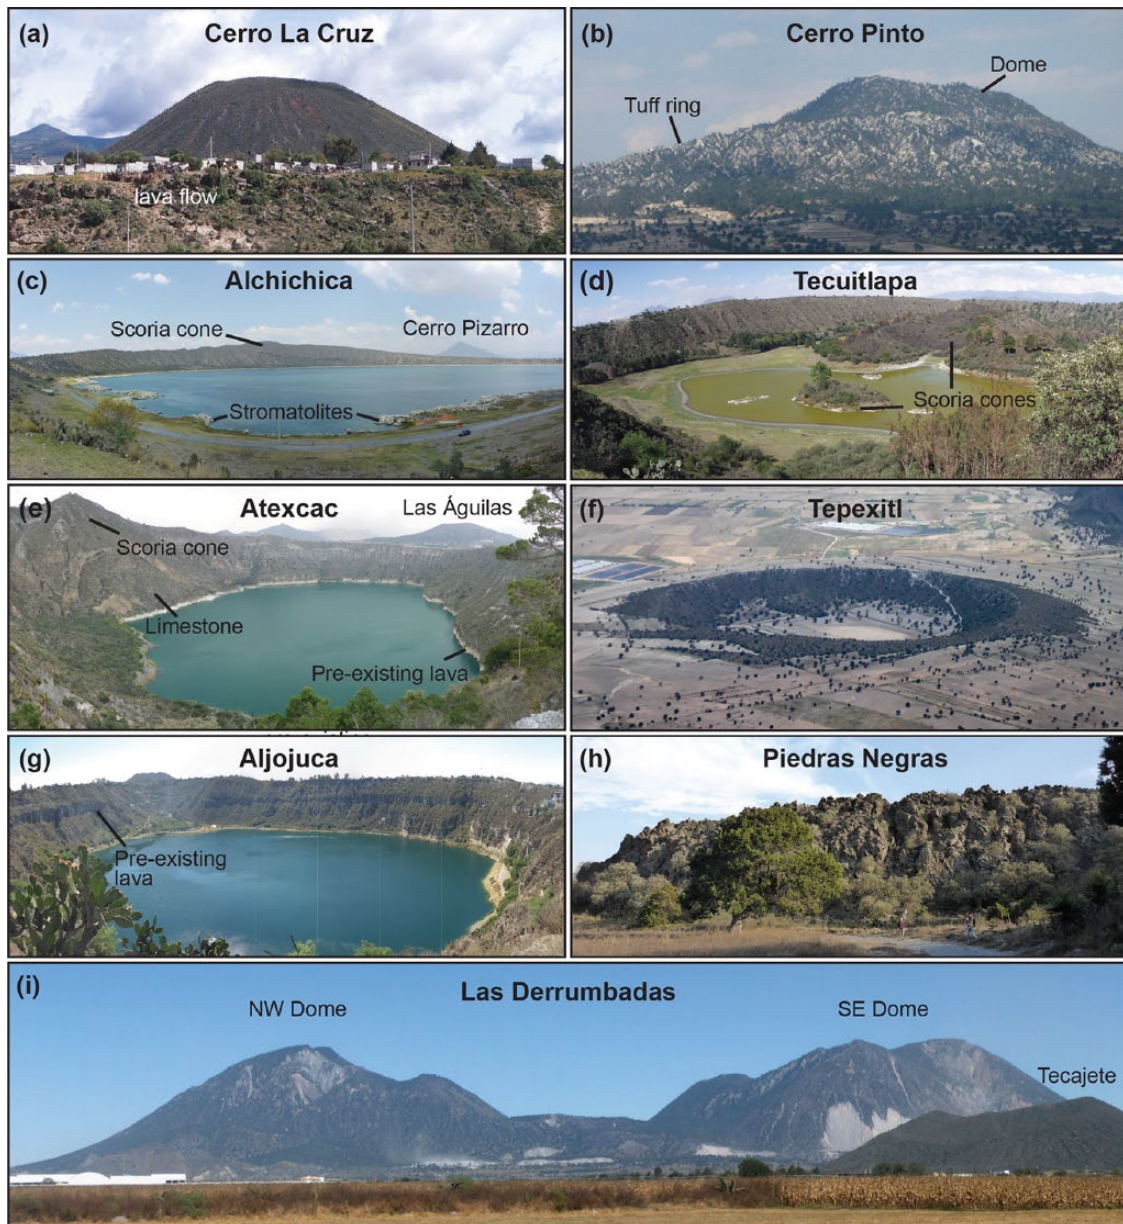 (a)
Cerro La Cruz
lava flow
(b)
Cerro Pinto
Dome
Tuff ring
(c)
Alchichica
Scoria cone
Cerro Pizarro
Stromatolites
(d)
Tecuitlapa
Scoria cones
(e)
Atexcac
Las Águilas
Scoria cone
Limestone
Pre-existing lava
(f)
Tepexitl
(g)
Aljojuca
Pre-existing
lava
(h)
Piedras Negras
(i)
Las Derrumbadas
NW Dome
SE Dome
Tecajete